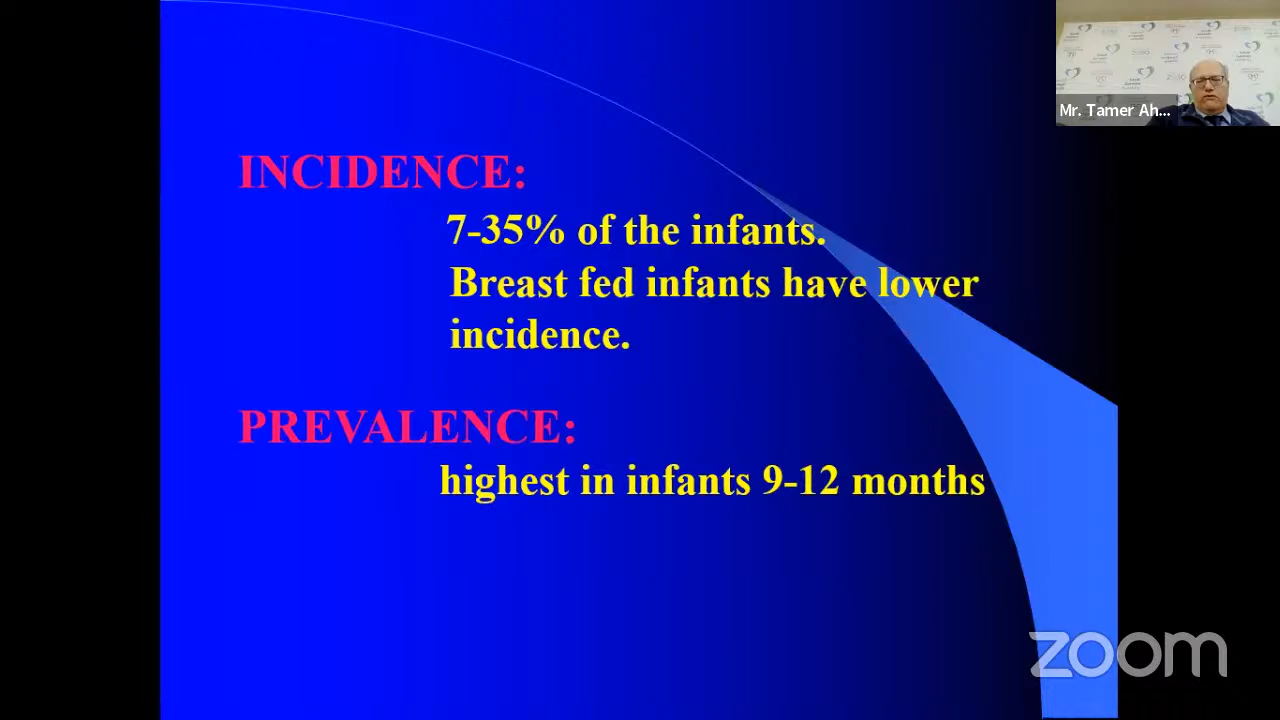 Mr. Tamer Ah...
INCIDENCE:
7-35% of the infants.
Breast fed infants have lower
incidence.
PREVALENCE:
highest in infants 9-12 months
zoom